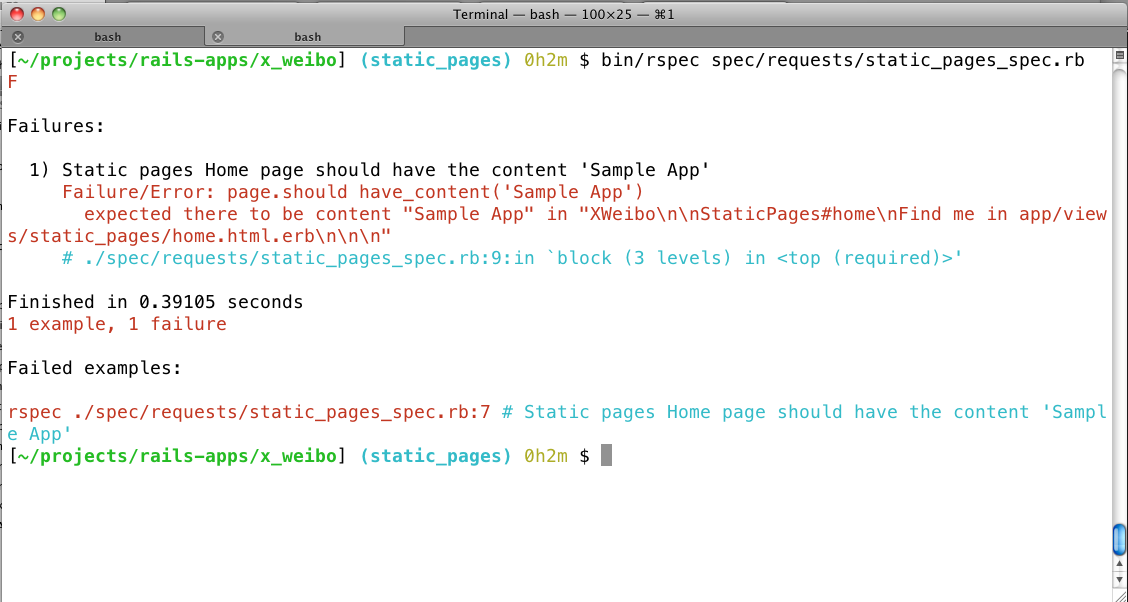 Terminal — bash — 100×25 — ⌘1
bash bash
[~/projects/rails-apps/x_weibo] (static_pages) 0h2m $ bin/rspec spec/requests/static_pages_spec.rb
F
Failures:
1) Static pages Home page should have the content 'Sample App'
Failure/Error: page.should have_content('Sample App')
expected there to be content "Sample App" in "XWeibo\n\nStaticPages#home\nFind me in app/view
s/static_pages/home.html.erb\n\n\n"
# ./spec/requests/static_pages_spec.rb:9:in `block (3 levels) in <top (required)>'
Finished in 0.39105 seconds
1 example, 1 failure
Failed examples:
rspec ./spec/requests/static_pages_spec.rb:7 # Static pages Home page should have the content 'Sampl
e App'
[~/projects/rails-apps/x_weibo] (static_pages) 0h2m $